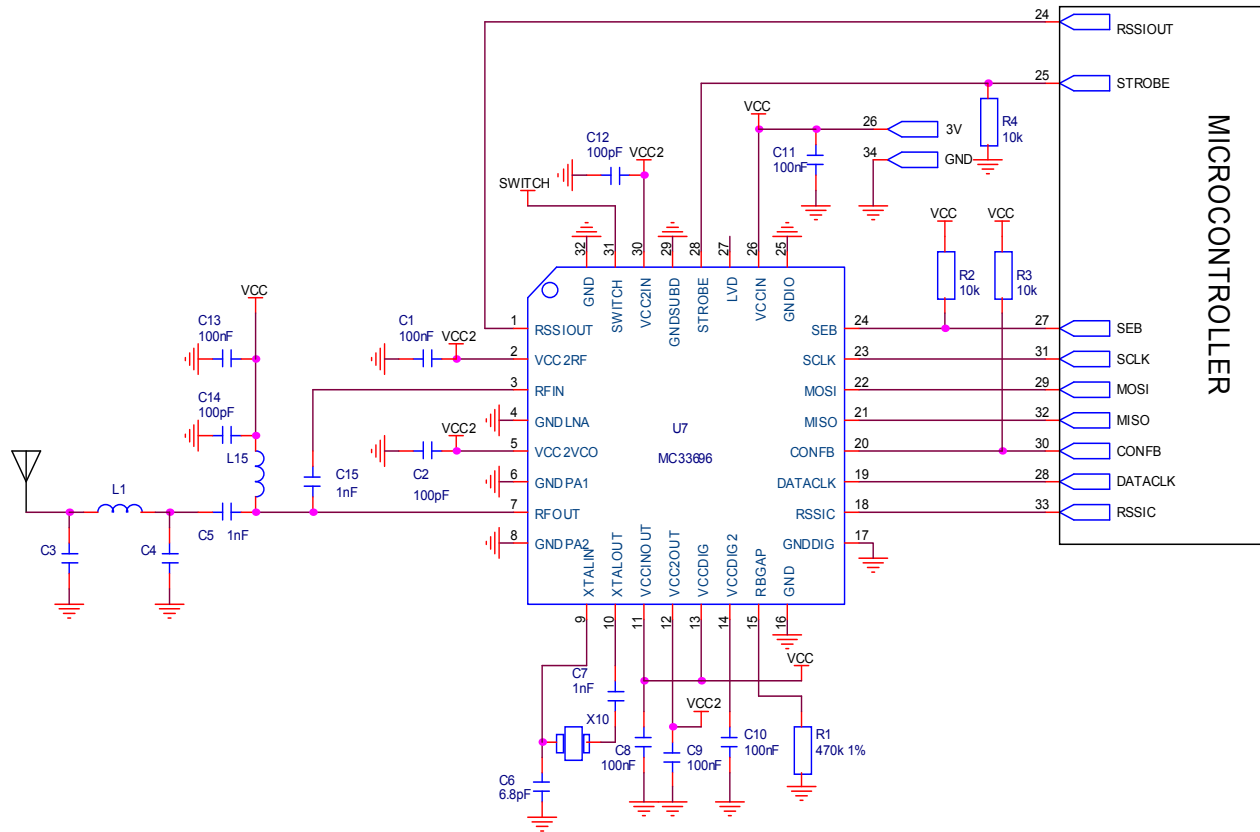 24
RSSIOUT
25
STROBE
VCC
26
3V
R4
10k
C12
100pF
VCC2
C11
100nF
34
GND
MICROCONTROLLER
SWITCH
VCC
VCC
32
31
30
29
28
27
26
25
R2
10k
R3
10k
GND
SWITCH
VCC2IN
GNDSUBD
STROBE
LVD
VCCIN
GNDIO
VCC
C13
100nF
C1
100nF
VCC2
1
RSSIOUT
SEB
24
27
SEB
2
VCC2RF
SCLK
23
31
SCLK
3
RFIN
MOSI
22
29
MOSI
C14
100pF
4
GNDLNA
MISO
21
32
MISO
VCC2
U7
5
VCC2VCO
MC33696
CONFB
20
30
CONFB
L15
C15
1nF
C2
100pF
6
GNDPA1
DATACLK
19
28
DATACLK
L1
7
RFOUT
RSSIC
18
33
RSSIC
C5
1nF
8
GNDPA2
GNDDIG
17
C3
C4
XTALIN
XTALOUT
VCCINOUT
VCC2OUT
VCCDIG
VCCDIG2
RBGAP
GND
9
10
11
12
13
14
15
16
VCC
C7
1nF
VCC2
X10
C8
100nF
C9
100nF
C10
100nF
R1
470k 1%
C6
6.8pF